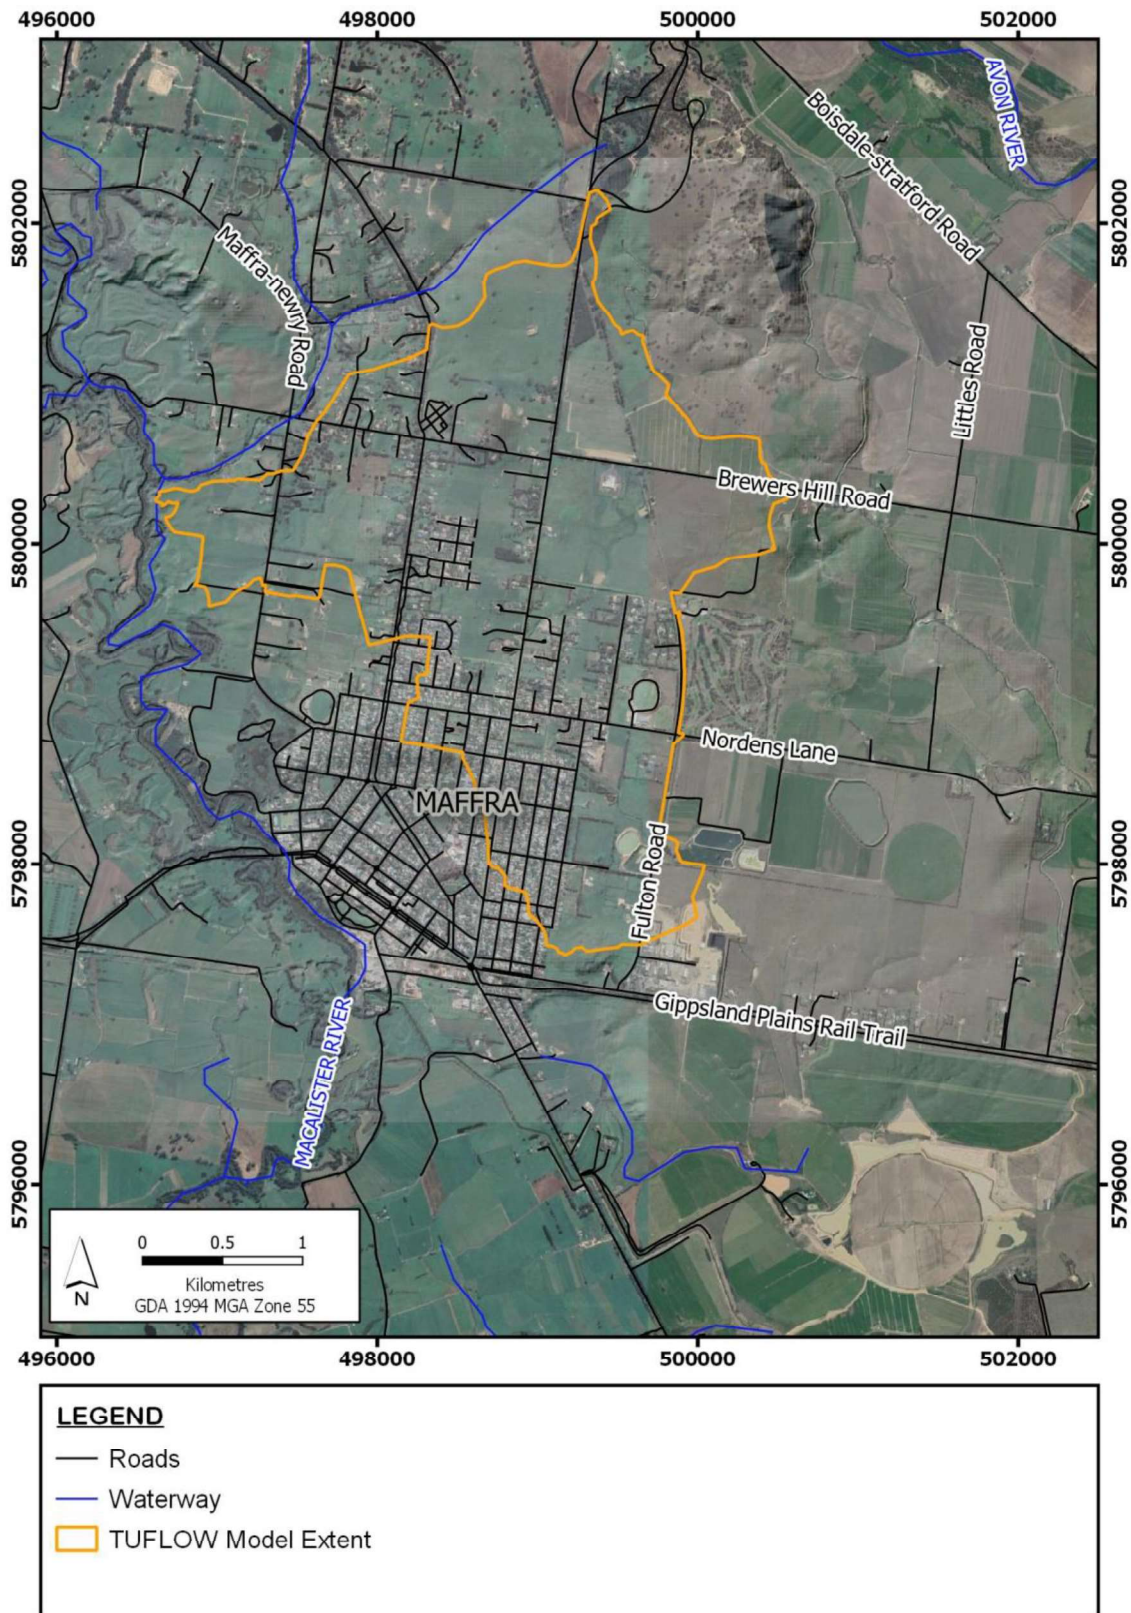 496000 498000 500000 502000
AVON RIVER
Boisdale-stratford Road
5802000 5802000
Maffra-newry Road
Littles Road
Brewers Hill Road
5800000 5800000
Nordens Lane
MAFFRA
5798000 5798000
Fulton Road
Gippsland Plains Rail Trail
MACALISTER RIVER
5796000 5796000
0 0.5 1
Kilometres
N
GDA 1994 MGA Zone 55
496000 498000 500000 502000
LEGEND
Roads
Waterway
TUFLOW Model Extent